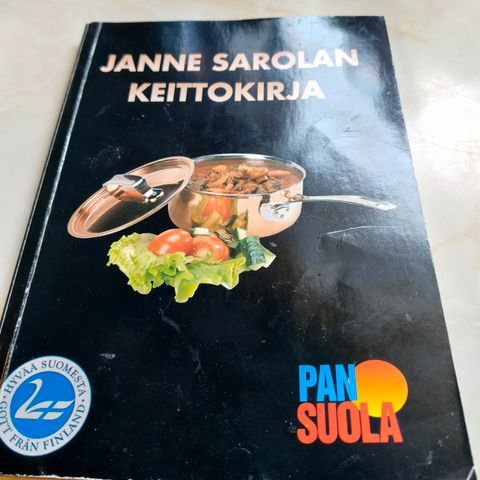 JANNE SAROLAN
KEITTOKIRJA
HYVÄÄ SUOMESTA
GOTT FRÅN FINLAND
PAN
SUOLA